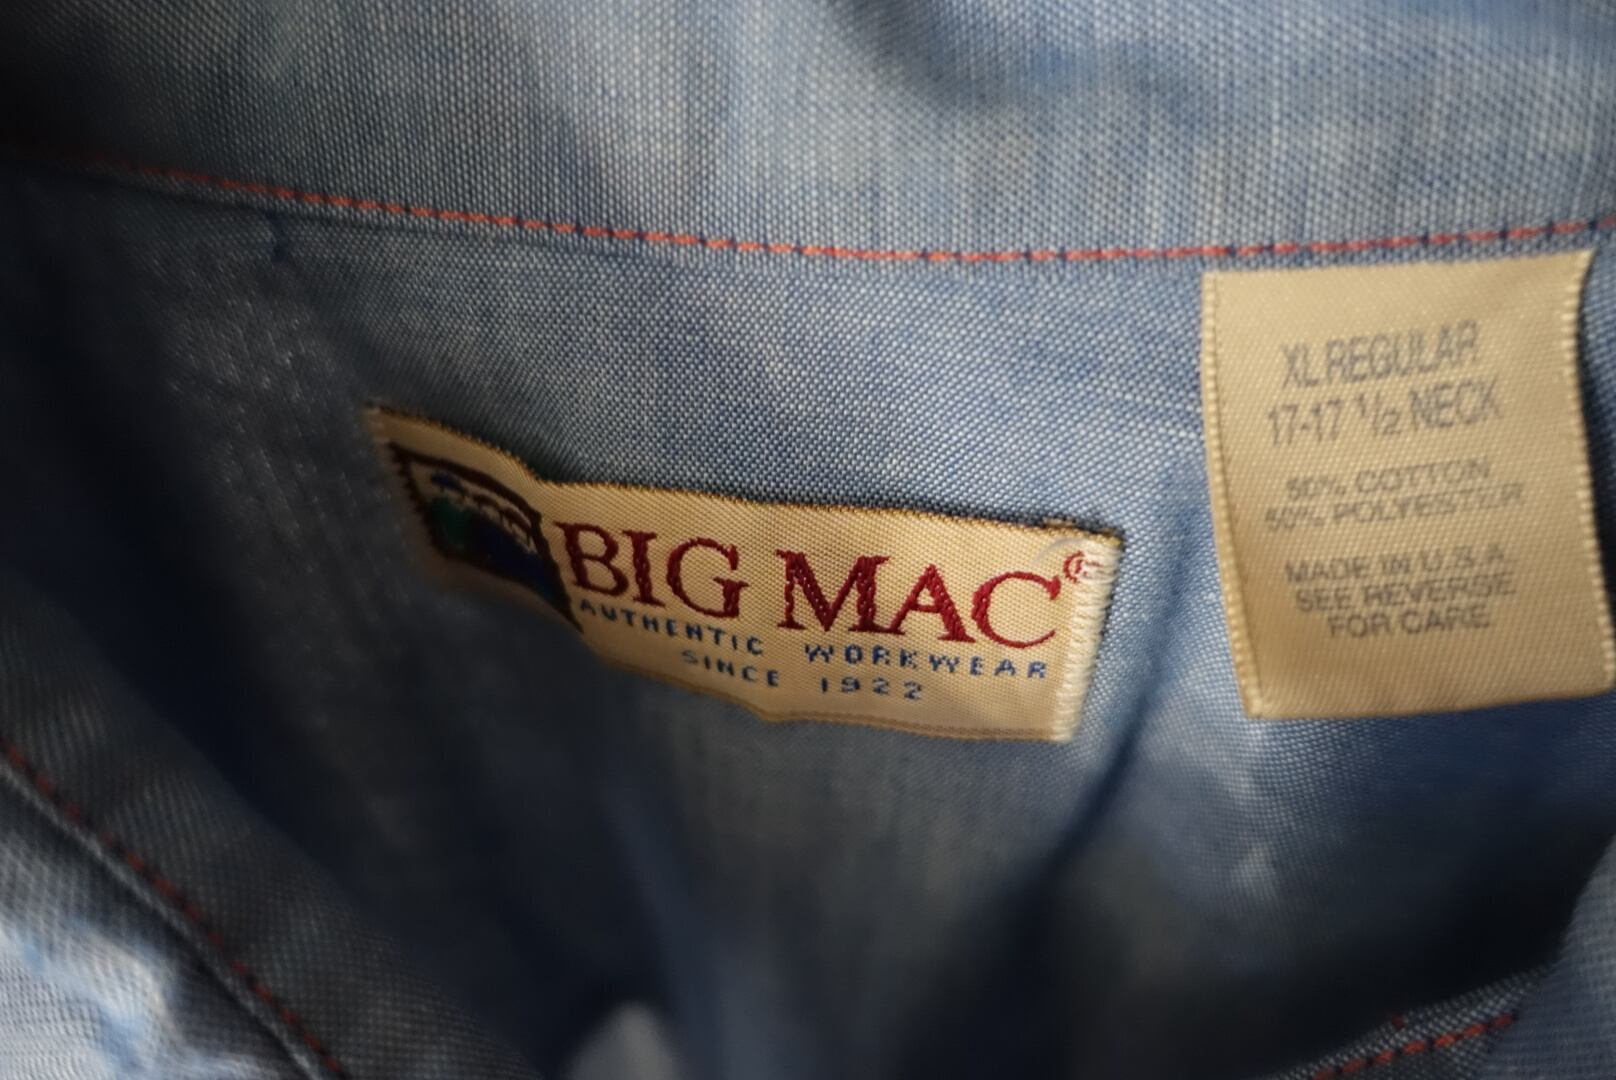 BIG MAC®
AUTHENTIC WORKWEAR
SINCE 1922
XL REGULAR
17-17 1/2 NECK
50% COTTON
50% POLYESTER
MADE IN U.S.A
SEE REVERSE
FOR CARE